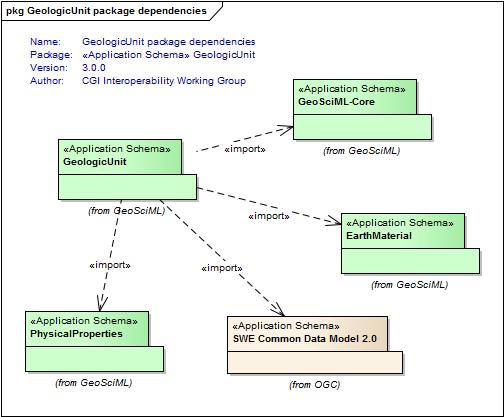 pkg GeologicUnit package dependencies
Name: GeologicUnit package dependencies
Package: «Application Schema» GeologicUnit
Version: 3.0.0
Author: CGI Interoperability Working Group
«Application Schema»
GeoSciML-Core
(from GeoSciML)
«Application Schema»
GeologicUnit
(from GeoSciML)
«import»
«import»
«Application Schema»
EarthMaterial
(from GeoSciML)
«import»
«import»
«Application Schema»
PhysicalProperties
(from GeoSciML)
«Application Schema»
SWE Common Data Model 2.0
(from OGC)